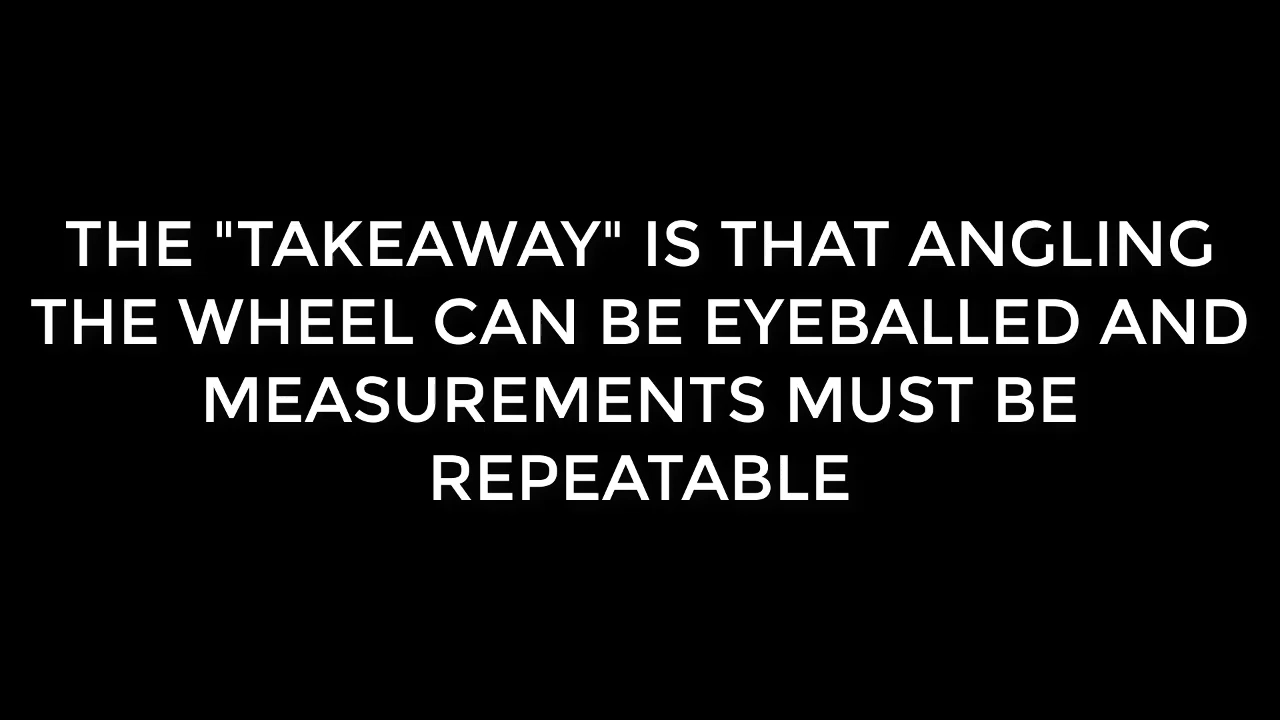 THE "TAKEAWAY" IS THAT ANGLING
THE WHEEL CAN BE EYEBALLED AND
MEASUREMENTS MUST BE
REPEATABLE